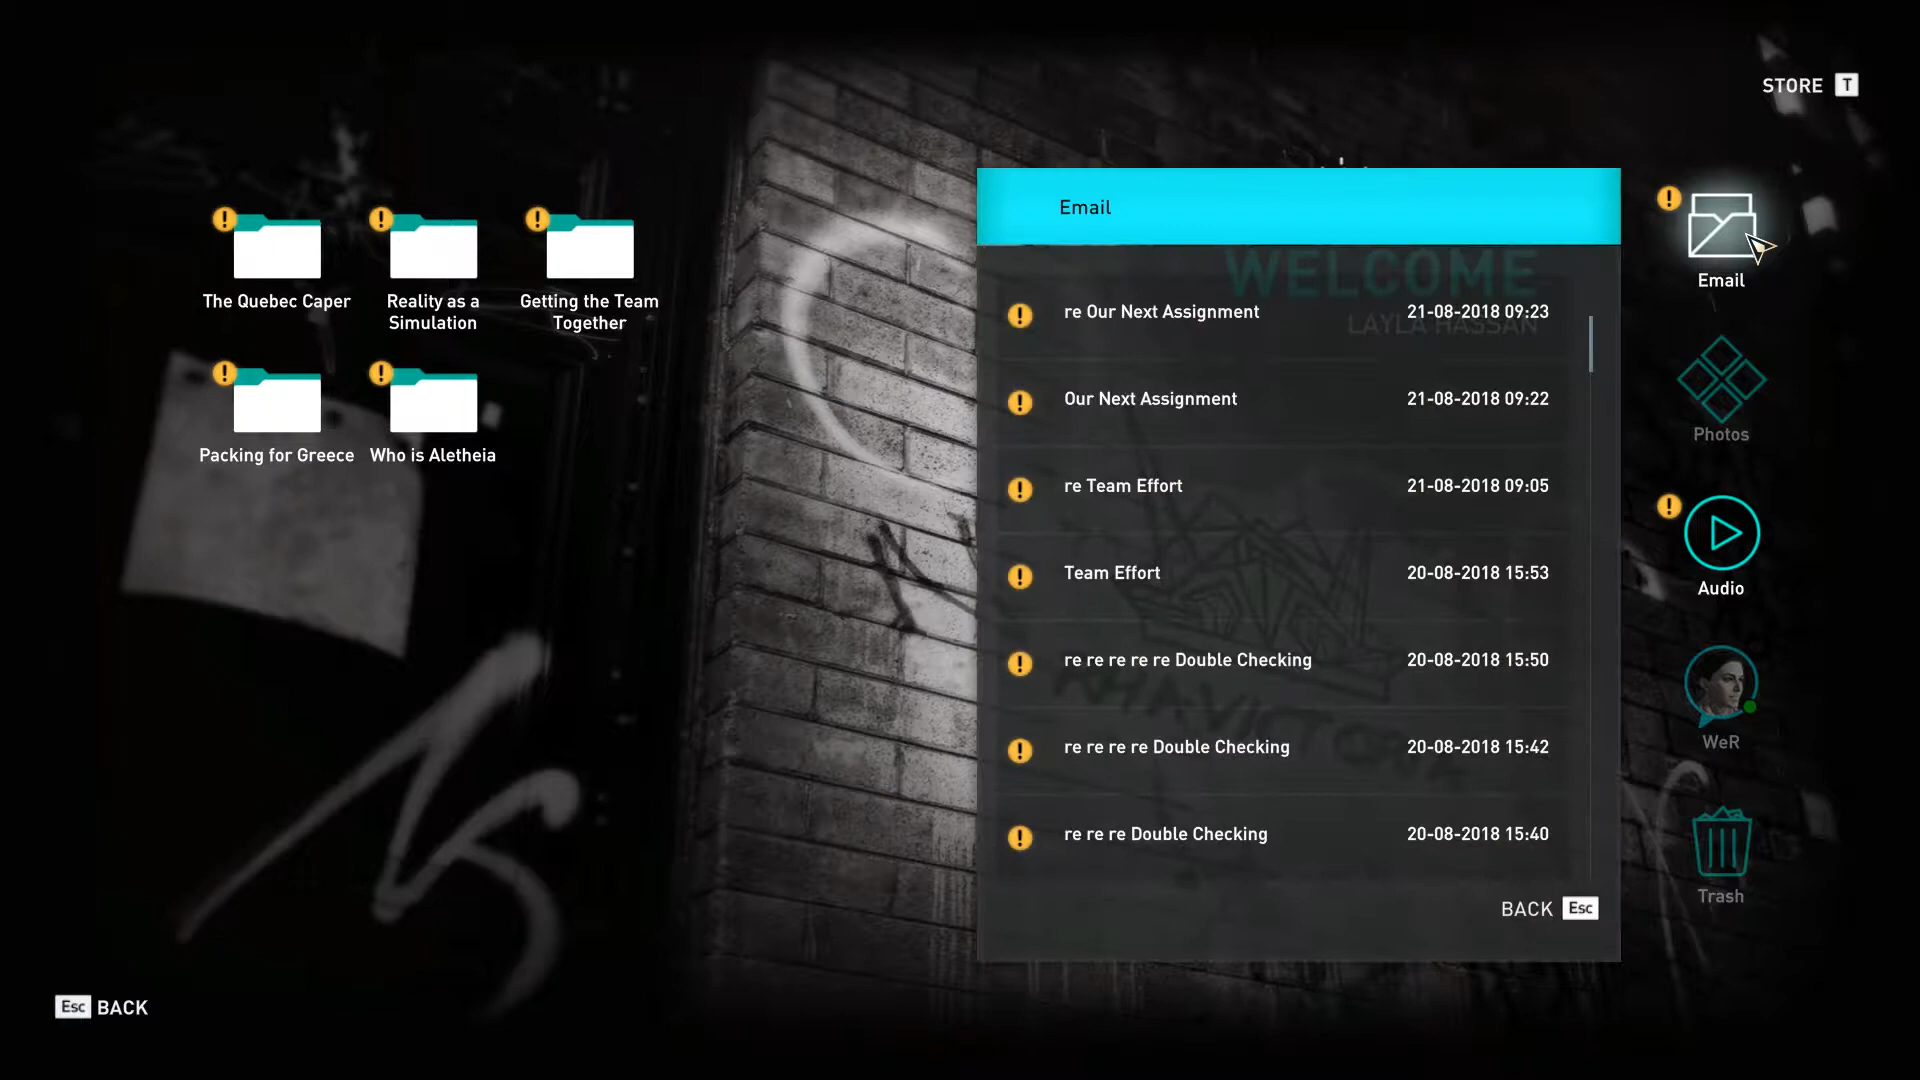 STORE T
The Quebec Caper
Reality as a
Simulation
Getting the Team
Together
Packing for Greece
Who is Aletheia
Email
WELCOME
LAYLA HASSAN
re Our Next Assignment 21-08-2018 09:23
Our Next Assignment 21-08-2018 09:22
re Team Effort 21-08-2018 09:05
Team Effort 20-08-2018 15:53
re re re re re Double Checking 20-08-2018 15:50
re re re re Double Checking 20-08-2018 15:42
re re re Double Checking 20-08-2018 15:40
BACK Esc
Email
Photos
Audio
WeR
Trash
Esc BACK